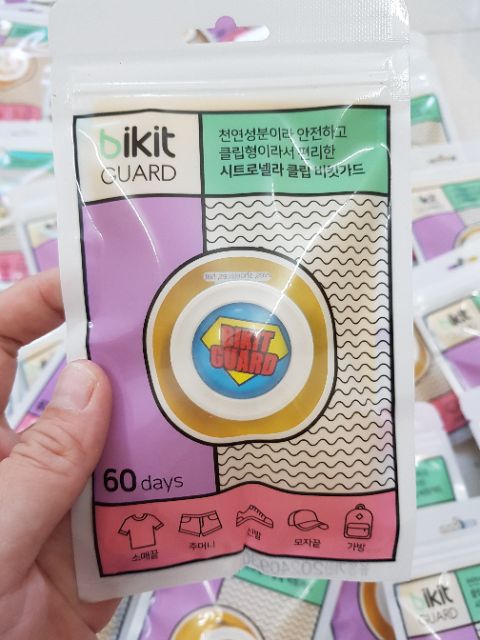 bikit
GUARD
천연성분이라 안전하고
클립형이라서 편리한
시트로넬라 클립 비킷가드
BIKIT
GUARD
60 days
소매끝
주머니
신발
모자끝
가방